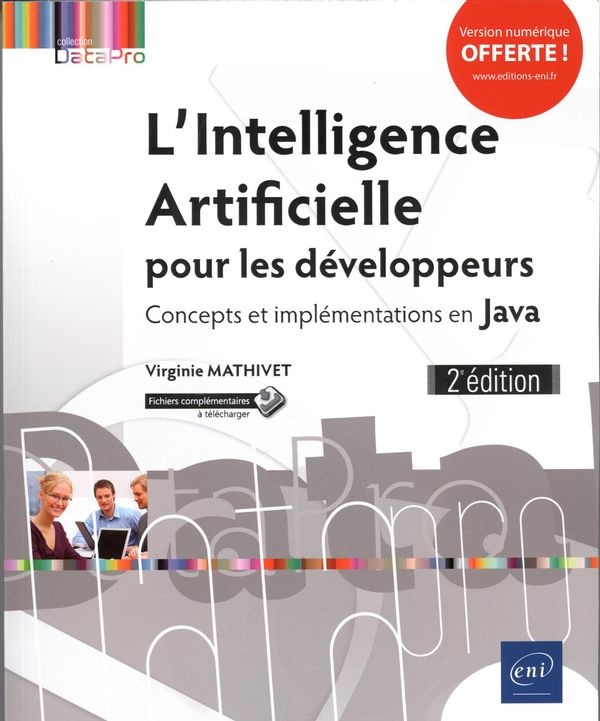 collection
DataPro
Version numérique
OFFERTE !
www.editions-eni.fr
L'Intelligence
Artificielle
pour les développeurs
Concepts et implémentations en Java
Virginie MATHIVET
2e édition
Fichiers complémentaires
à télécharger
DataPro
eni